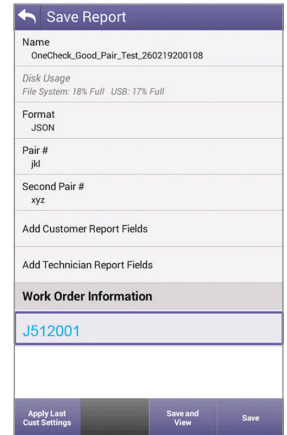 Save Report
Name
OneCheck_Good_Pair_Test_260219200108
Disk Usage
File System: 18% Full USB: 17% Full
Format
JSON
Pair #
jkl
Second Pair #
xyz
Add Customer Report Fields
Add Technician Report Fields
Work Order Information
J512001
Apply Last
Cust Settings
Save and
View
Save